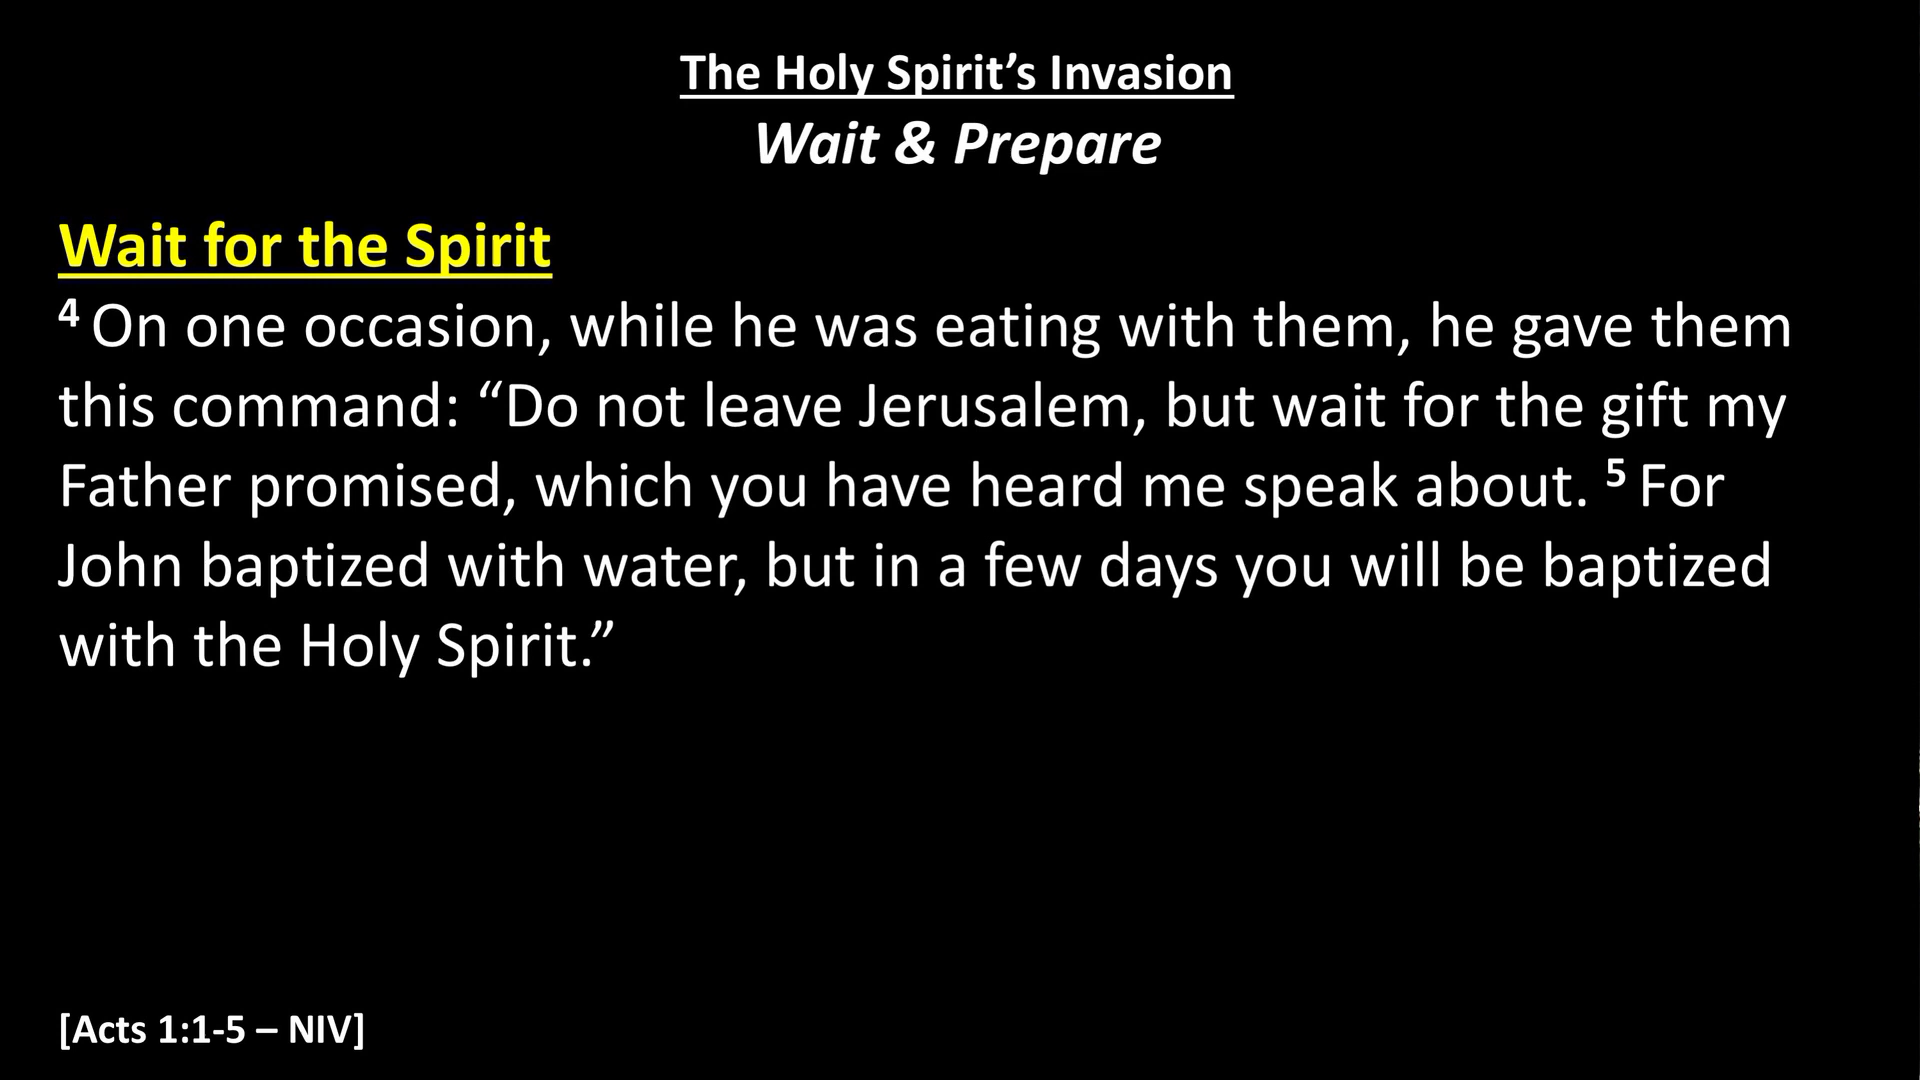 The Holy Spirit’s Invasion
Wait & Prepare
Wait for the Spirit
4 On one occasion, while he was eating with them, he gave them
this command: “Do not leave Jerusalem, but wait for the gift my
Father promised, which you have heard me speak about. 5 For
John baptized with water, but in a few days you will be baptized
with the Holy Spirit.”
[Acts 1:1-5 – NIV]